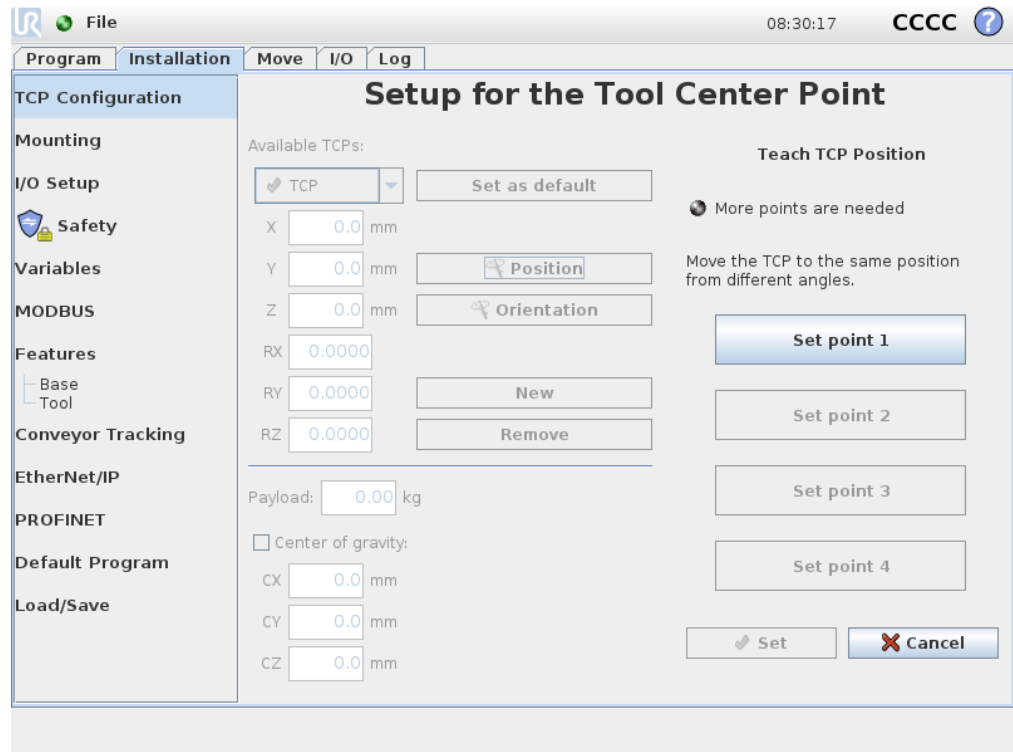 UR
File
08:30:17
CCCC
?
Program
Installation
Move
I/O
Log
TCP Configuration
Mounting
I/O Setup
Safety
Variables
MODBUS
Features
Base
Tool
Conveyor Tracking
EtherNet/IP
PROFINET
Default Program
Load/Save
Setup for the Tool Center Point
Available TCPs:
TCP
Set as default
X 0.0 mm
Y 0.0 mm
Position
Z 0.0 mm
Orientation
RX 0.0000
RY 0.0000
New
RZ 0.0000
Remove
Payload: 0.00 kg
Center of gravity:
CX 0.0 mm
CY 0.0 mm
CZ 0.0 mm
Teach TCP Position
More points are needed
Move the TCP to the same position
from different angles.
Set point 1
Set point 2
Set point 3
Set point 4
Set
Cancel